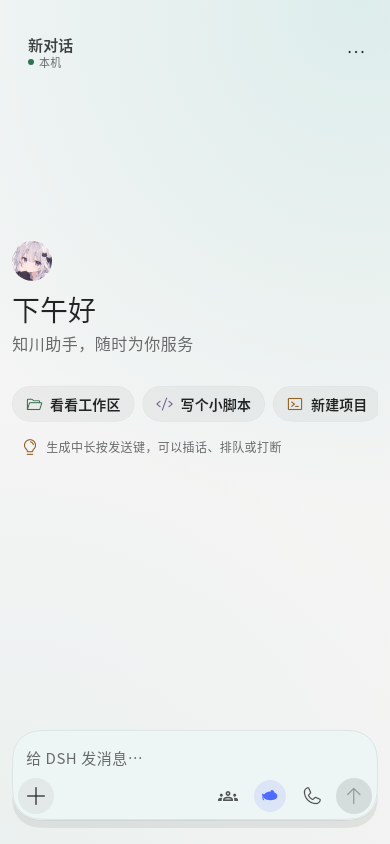 新对话
本机
···
下午好
知川助手，随时为你服务
看看工作区
写个小脚本
新建项目
生成中长按发送键，可以插话、排队或打断
给 DSH 发消息…